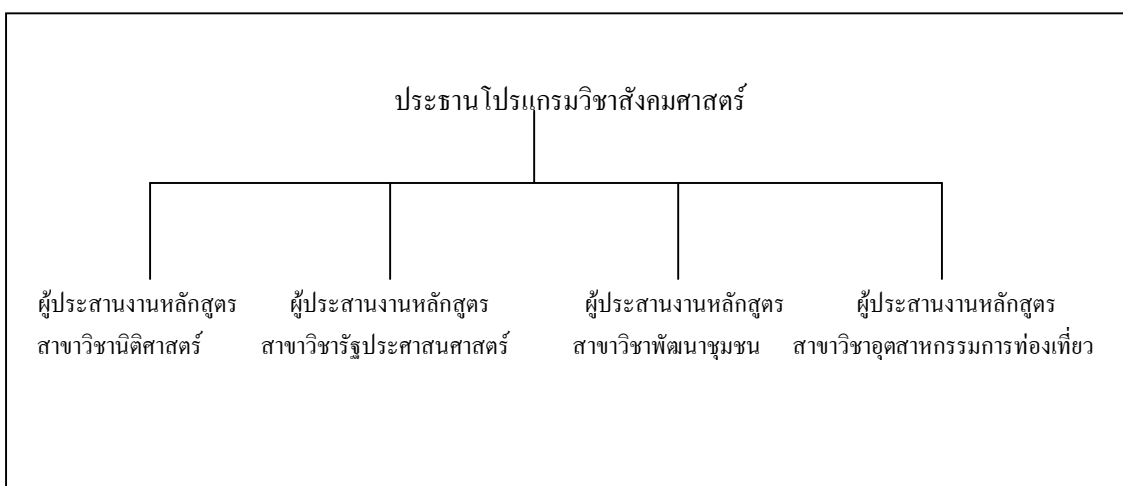 ประธานโปรแกรมวิชาสังคมศาสตร์
ผู้ประสานงานหลักสูตร ผู้ประสานงานหลักสูตร ผู้ประสานงานหลักสูตร ผู้ประสานงานหลักสูตร
สาขาวิชานิติศาสตร์ สาขาวิชารัฐประศาสนศาสตร์ สาขาวิชาพัฒนาชุมชน สาขาวิชาอุตสาหกรรมการท่องเที่ยว